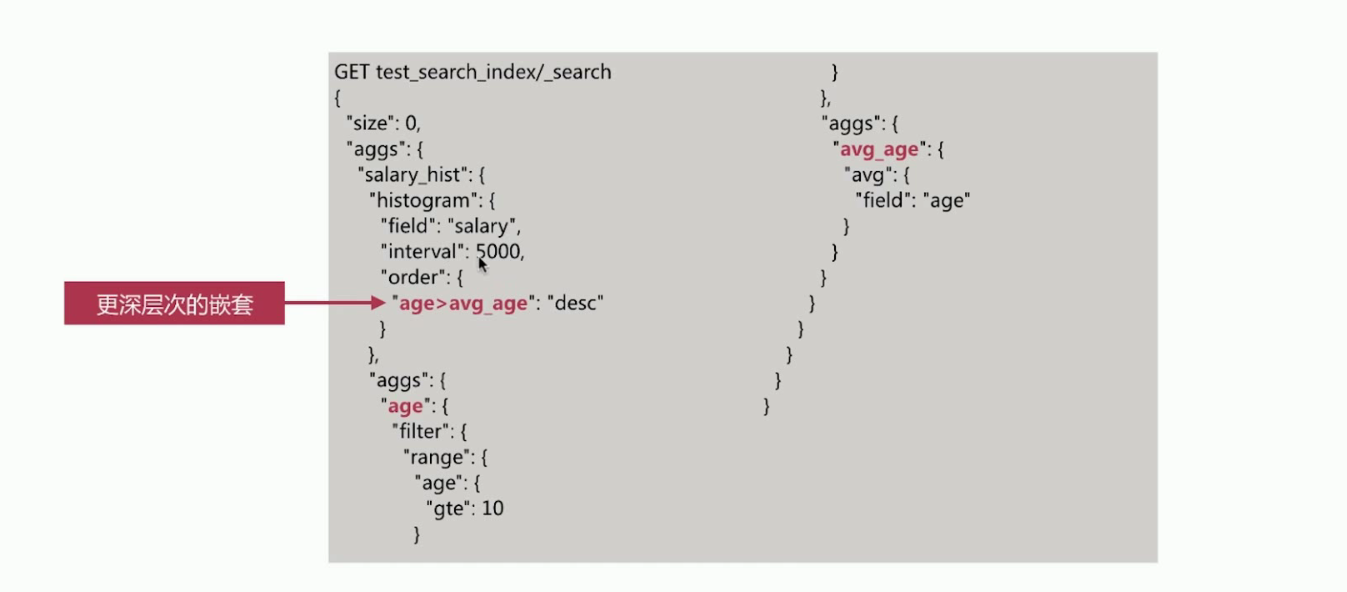 GET test_search_index/_search
{
"size": 0,
"aggs": {
"salary_hist": {
"histogram": {
"field": "salary",
"interval": 5000,
"order": {
更深层次的嵌套
"age>avg_age": "desc"
}
},
"aggs": {
"age": {
"filter": {
"range": {
"age": {
"gte": 10
}
}
},
"aggs": {
"avg_age": {
"avg": {
"field": "age"
}
}
}
}
}
}
}
}